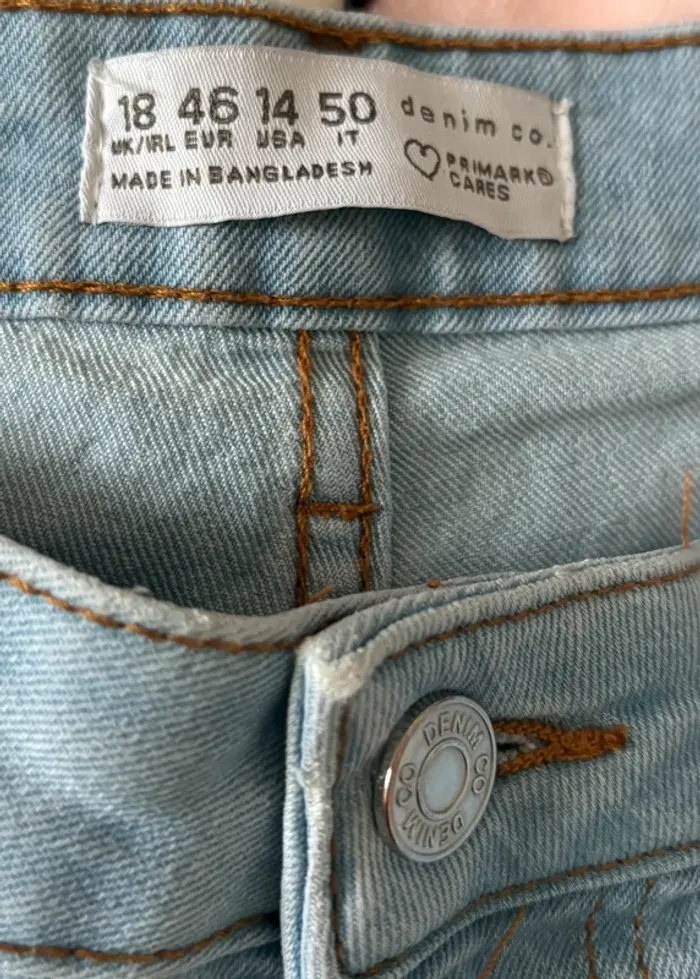 18 46 14 50
UK/IRL EUR USA IT
MADE IN BANGLADESH
denim co.
PRIMARK®
CARES
DENIM CO
DENIM CO